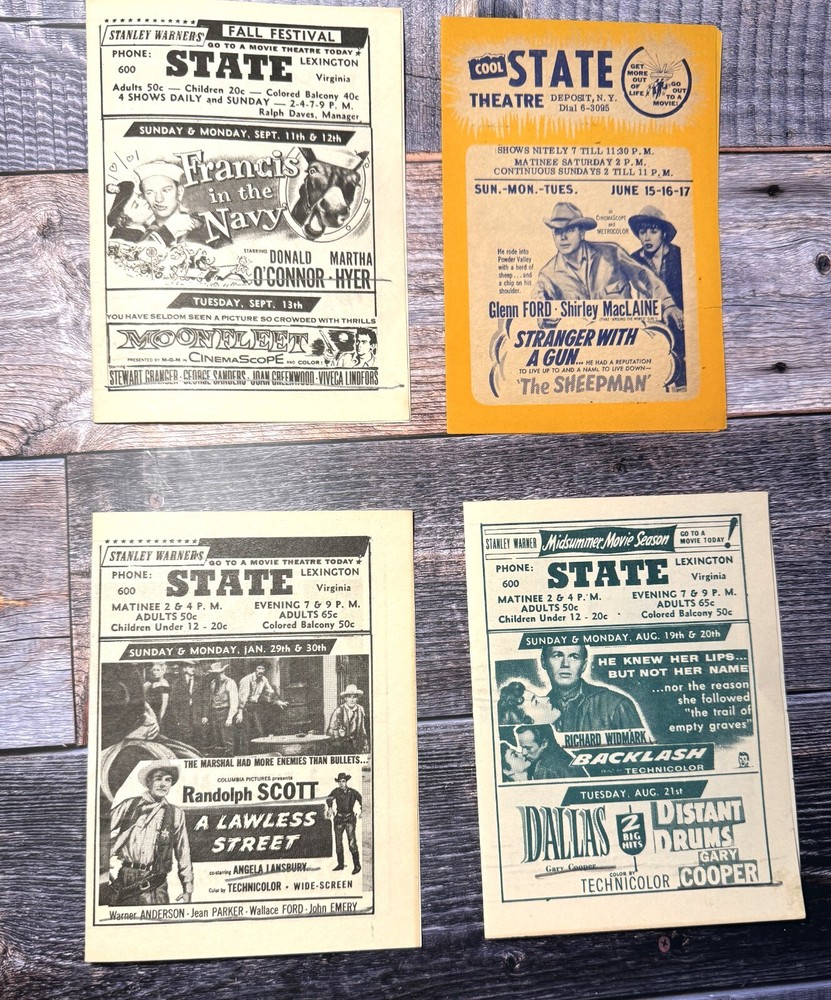 STANLEY WARNERS' FALL FESTIVAL
GO TO A MOVIE THEATRE TODAY
PHONE: 600
STATE
LEXINGTON Virginia
Adults 50c — Children 20c — Colored Balcony 40c
4 SHOWS DAILY and SUNDAY — 2-4-7-9 P. M.
Ralph Daves, Manager
SUNDAY & MONDAY, SEPT. 11th & 12th
Francis
in the
Navy
STARRING
DONALD O'CONNOR · MARTHA HYER
TUESDAY, SEPT. 13th
YOU HAVE SELDOM SEEN A PICTURE SO CROWDED WITH THRILLS
MOONFLEET
PRESENTED BY M-G-M IN CINEMASCOPE AND COLOR!
STEWART GRANGER · GEORGE SANDERS · JOAN GREENWOOD · VIVECA LINDFORS
COOL STATE
THEATRE DEPOSIT, N.Y.
Dial 6-3095
GET MORE OUT OF LIFE
GO OUT TO A MOVIE!
SHOWS NITELY 7 TILL 11:30 P.M.
MATINEE SATURDAY 2 P. M.
CONTINUOUS SUNDAYS 2 TILL 11 P.M.
SUN.-MON.-TUES. JUNE 15-16-17
in CINEMASCOPE and METROCOLOR
He rode into
Powder Valley
with a herd of
sheep... and
a chip on his
shoulder.
Glenn FORD · Shirley MacLAINE
STRANGER WITH
A GUN... HE HAD A REPUTATION
TO LIVE UP TO AND A NAME TO LIVE DOWN—
'The SHEEPMAN'
STANLEY WARNERS
GO TO A MOVIE THEATRE TODAY
PHONE: 600
STATE
LEXINGTON Virginia
MATINEE 2 & 4 P. M.
ADULTS 50c
Children Under 12 - 20c
EVENING 7 & 9 P. M.
ADULTS 65c
Colored Balcony 50c
SUNDAY & MONDAY, JAN. 29th & 30th
THE MARSHAL HAD MORE ENEMIES THAN BULLETS...
COLUMBIA PICTURES presents
Randolph SCOTT
A LAWLESS
STREET
co-starring ANGELA LANSBURY
Color by TECHNICOLOR · WIDE-SCREEN
Warner ANDERSON · Jean PARKER · Wallace FORD · John EMERY
STANLEY WARNER Midsummer Movie Season GO TO A MOVIE TODAY!
PHONE: 600
STATE
LEXINGTON Virginia
MATINEE 2 & 4 P. M.
ADULTS 50c
Children Under 12 - 20c
EVENING 7 & 9 P. M.
ADULTS 65c
Colored Balcony 50c
SUNDAY & MONDAY, AUG. 19th & 20th
HE KNEW HER LIPS...
BUT NOT HER NAME
...nor the reason
she followed
"the trail of
empty graves"
RICHARD WIDMARK
BACKLASH
TECHNICOLOR
TUESDAY, AUG. 21st
DALLAS
Gary Cooper
2 BIG HITS
DISTANT
DRUMS
GARY
COOPER
COLOR BY
TECHNICOLOR